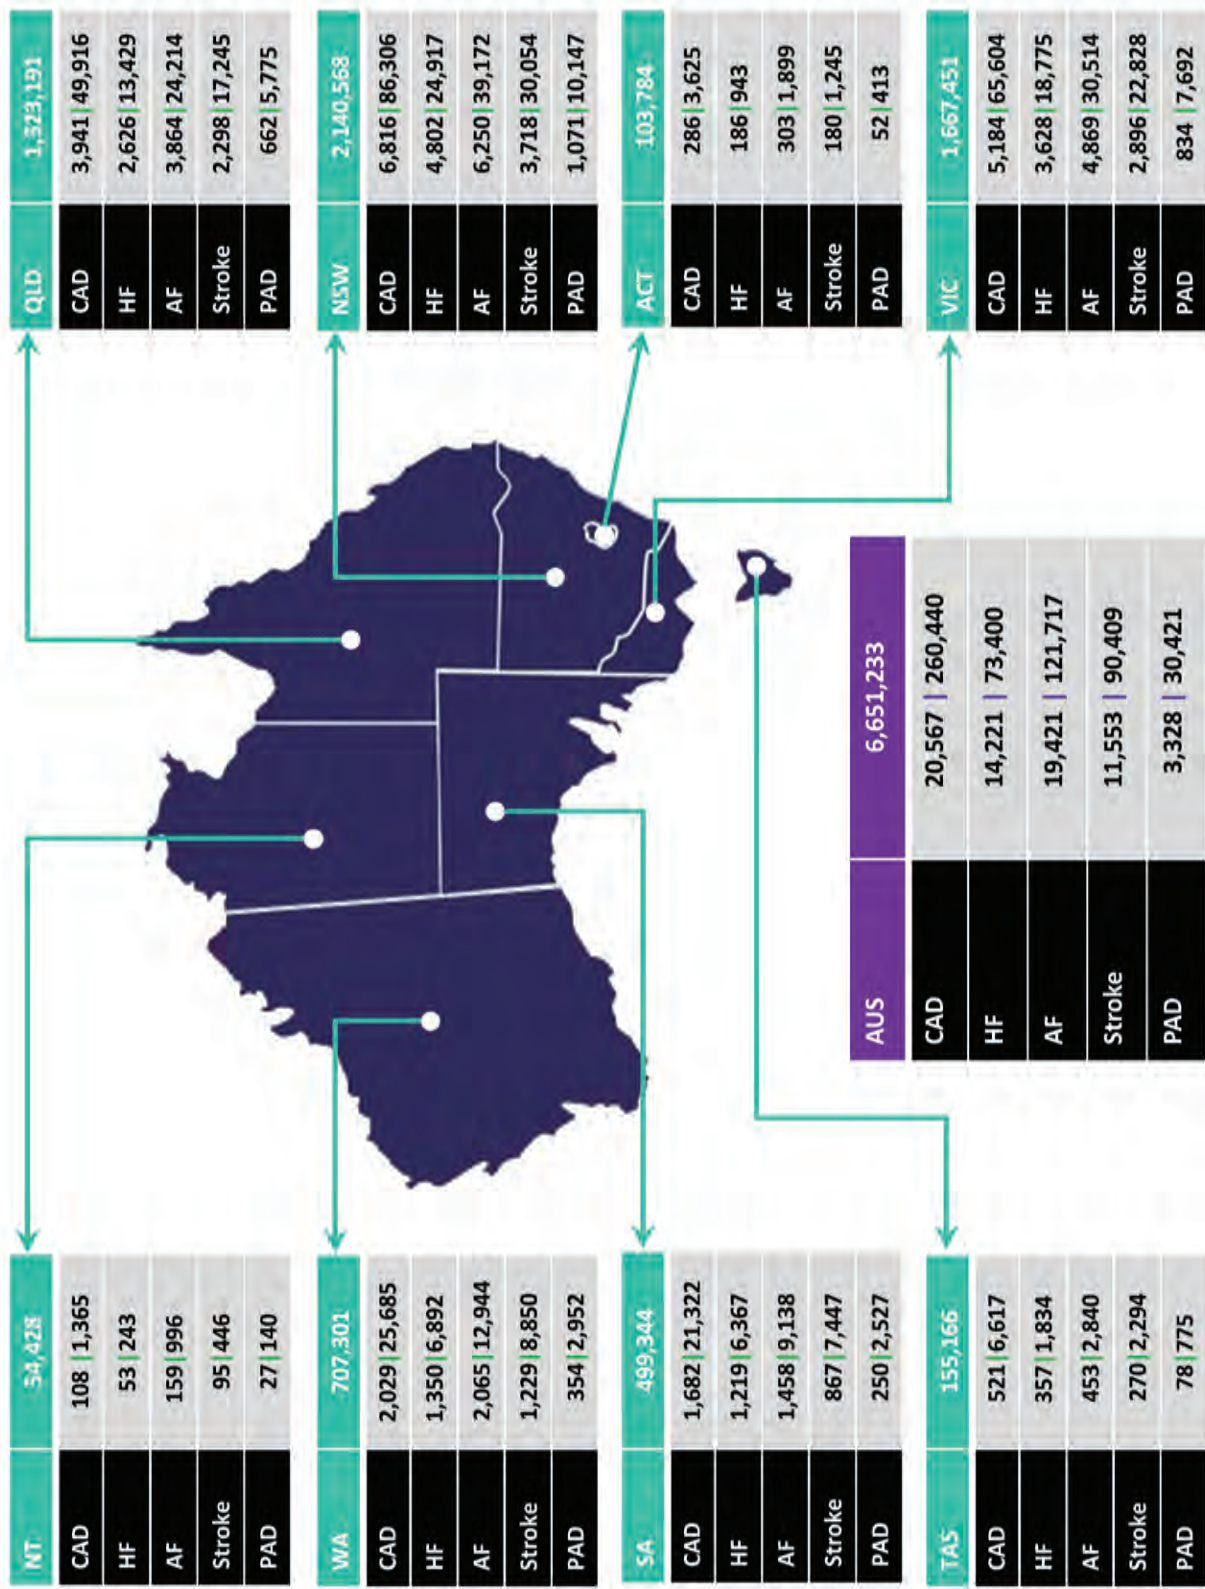 NT 54,428
CAD 108 | 1,365
HF 53 | 243
AF 159 | 996
Stroke 95 | 446
PAD 27 | 140
WA 707,301
CAD 2,029 | 25,685
HF 1,350 | 6,892
AF 2,065 | 12,944
Stroke 1,229 | 8,850
PAD 354 | 2,952
SA 499,344
CAD 1,682 | 21,322
HF 1,219 | 6,367
AF 1,458 | 9,138
Stroke 867 | 7,447
PAD 250 | 2,527
TAS 155,166
CAD 521 | 6,617
HF 357 | 1,834
AF 453 | 2,840
Stroke 270 | 2,294
PAD 78 | 775
AUS 6,651,233
CAD 20,567 | 260,440
HF 14,221 | 73,400
AF 19,421 | 121,717
Stroke 11,553 | 90,409
PAD 3,328 | 30,421
QLD 1,323,191
CAD 3,941 | 49,916
HF 2,626 | 13,429
AF 3,864 | 24,214
Stroke 2,298 | 17,245
PAD 662 | 5,775
NSW 2,140,568
CAD 6,816 | 86,306
HF 4,802 | 24,917
AF 6,250 | 39,172
Stroke 3,718 | 30,054
PAD 1,071 | 10,147
ACT 103,784
CAD 286 | 3,625
HF 186 | 943
AF 303 | 1,899
Stroke 180 | 1,245
PAD 52 | 413
VIC 1,667,451
CAD 5,184 | 65,604
HF 3,628 | 18,775
AF 4,869 | 30,514
Stroke 2,896 | 22,828
PAD 834 | 7,692